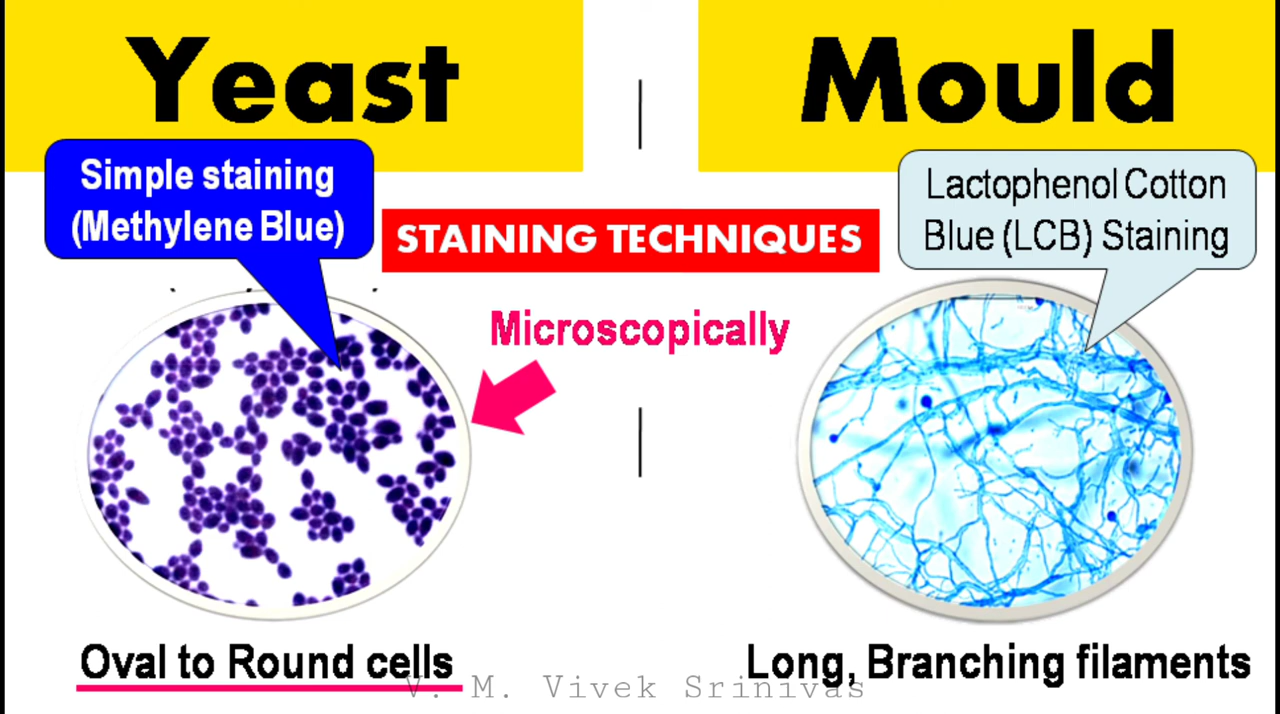 Yeast
Mould
Simple staining
(Methylene Blue)
Lactophenol Cotton
Blue (LCB) Staining
STAINING TECHNIQUES
Microscopically
Oval to Round cells
Long, Branching filaments
V. M. Vivek Srinivas